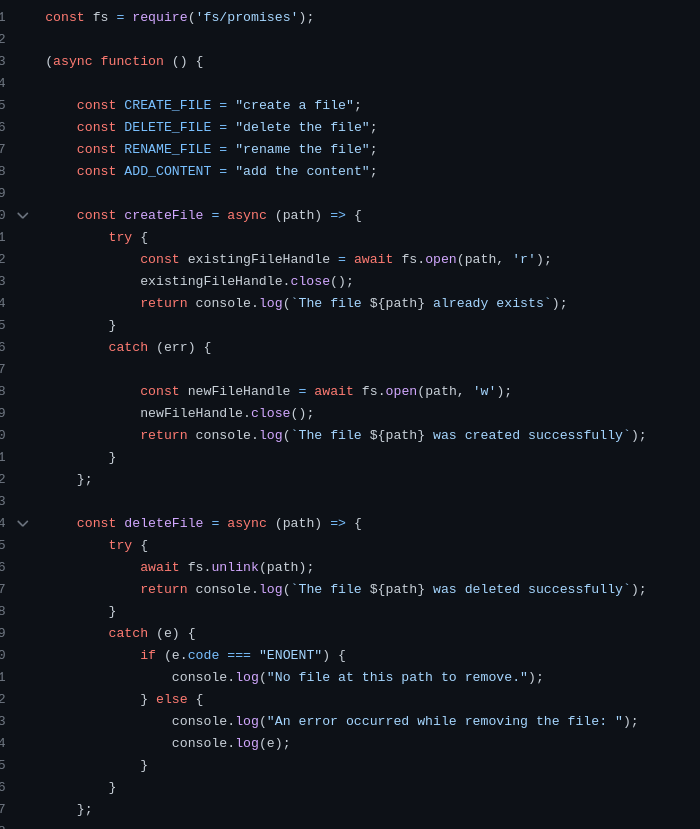 1 const fs = require('fs/promises');
2
3 (async function () {
4
5 const CREATE_FILE = "create a file";
6 const DELETE_FILE = "delete the file";
7 const RENAME_FILE = "rename the file";
8 const ADD_CONTENT = "add the content";
9
0 const createFile = async (path) => {
1 try {
2 const existingFileHandle = await fs.open(path, 'r');
3 existingFileHandle.close();
4 return console.log(`The file ${path} already exists`);
5 }
6 catch (err) {
7
8 const newFileHandle = await fs.open(path, 'w');
9 newFileHandle.close();
0 return console.log(`The file ${path} was created successfully`);
1 }
2 };
3
4 const deleteFile = async (path) => {
5 try {
6 await fs.unlink(path);
7 return console.log(`The file ${path} was deleted successfully`);
8 }
9 catch (e) {
0 if (e.code === "ENOENT") {
1 console.log("No file at this path to remove.");
2 } else {
3 console.log("An error occurred while removing the file: ");
4 console.log(e);
5 }
6 }
7 };